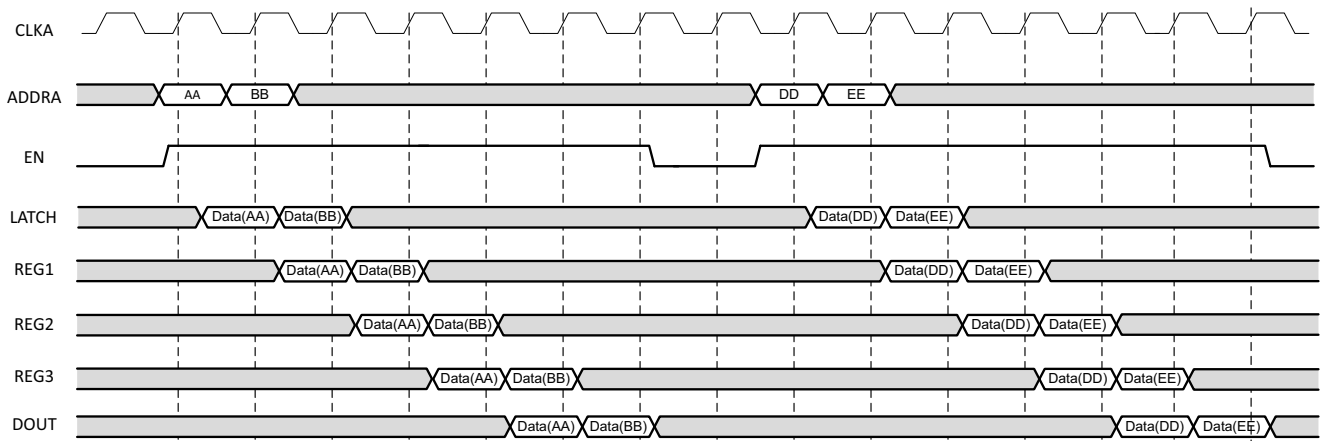 CLKA
ADDRA AA BB DD EE
EN
LATCH Data(AA) Data(BB) Data(DD) Data(EE)
REG1 Data(AA) Data(BB) Data(DD) Data(EE)
REG2 Data(AA) Data(BB) Data(DD) Data(EE)
REG3 Data(AA) Data(BB) Data(DD) Data(EE)
DOUT Data(AA) Data(BB) Data(DD) Data(EE)